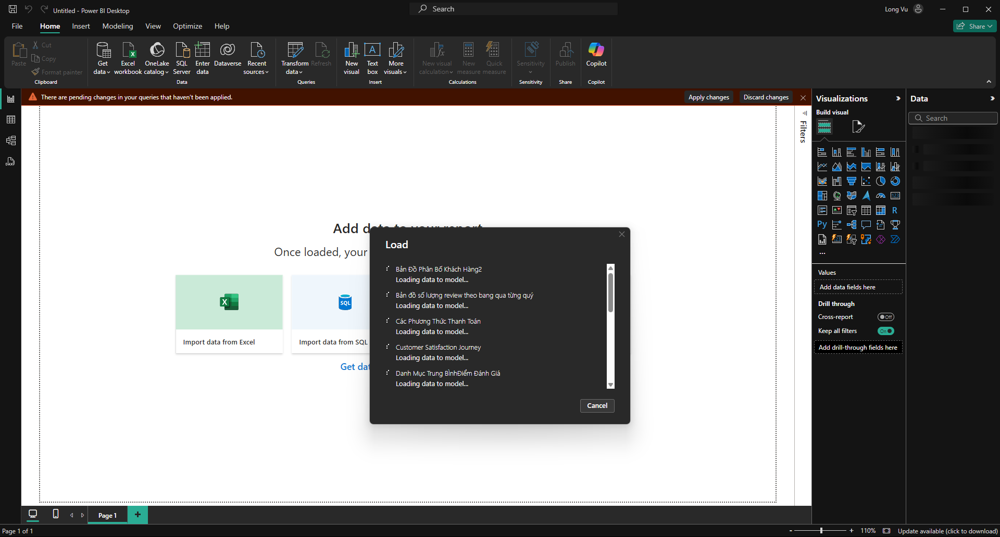 Untitled - Power BI Desktop
Search
Long Vu
File
Home
Insert
Modeling
View
Optimize
Help
Share
Paste
Cut
Copy
Format painter
Clipboard
Get data
Excel workbook
OneLake catalog
SQL Server
Enter data
Dataverse
Recent sources
Data
Transform data
Refresh
Queries
New visual
A
Text box
More visuals
Insert
New visual calculation
New measure
Quick measure
Calculations
Sensitivity
Sensitivity
Publish
Share
Copilot
Copilot
There are pending changes in your queries that haven't been applied.
Apply changes
Discard changes
Filters
Visualizations
Build visual
Data
Search
123
R
Py
123
...
Values
Add data fields here
Drill through
Cross-report
Off
Keep all filters
On
Add drill-through fields here
DAX
Add data to your report
Once loaded, your
Import data from Excel
SQL
Import data from SQL
Get dat
Load
Bản Đồ Phân Bố Khách Hàng2
Loading data to model...
Bản đồ số lượng review theo bang qua từng quý
Loading data to model...
Các Phương Thức Thanh Toán
Loading data to model...
Customer Satisfaction Journey
Loading data to model...
Danh Mục Trung BÌnhĐiểm Đánh Giá
Loading data to model...
Cancel
Page 1
Page 1 of 1
- + 110%
Update available (click to download)